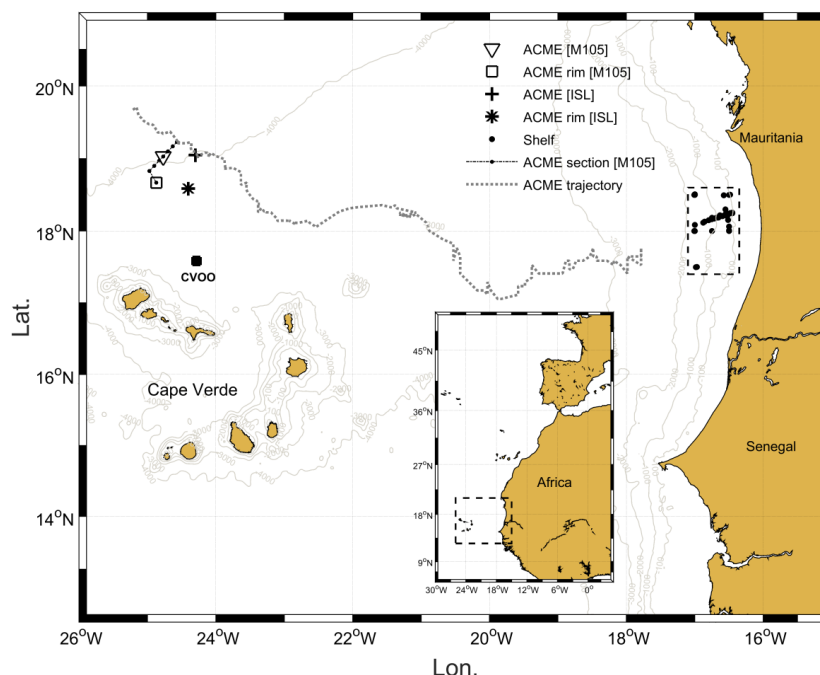 ACME [M105]
ACME rim [M105]
ACME [ISL]
ACME rim [ISL]
Shelf
ACME section [M105]
ACME trajectory
20°N
18°N
16°N
14°N
Lat.
26°W
24°W
22°W
20°W
18°W
16°W
Lon.
Mauritania
Senegal
CVOO
Cape Verde
45°N
36°N
27°N
18°N
9°N
Africa
30°W
24°W
18°W
12°W
6°W
0°W